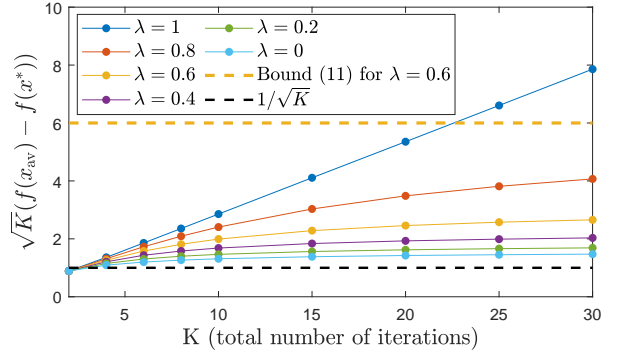 10
8
6
4
2
0
√K(f(x_av) − f(x*))
λ = 1
λ = 0.8
λ = 0.6
λ = 0.4
λ = 0.2
λ = 0
Bound (11) for λ = 0.6
1/√K
5 10 15 20 25 30
K (total number of iterations)